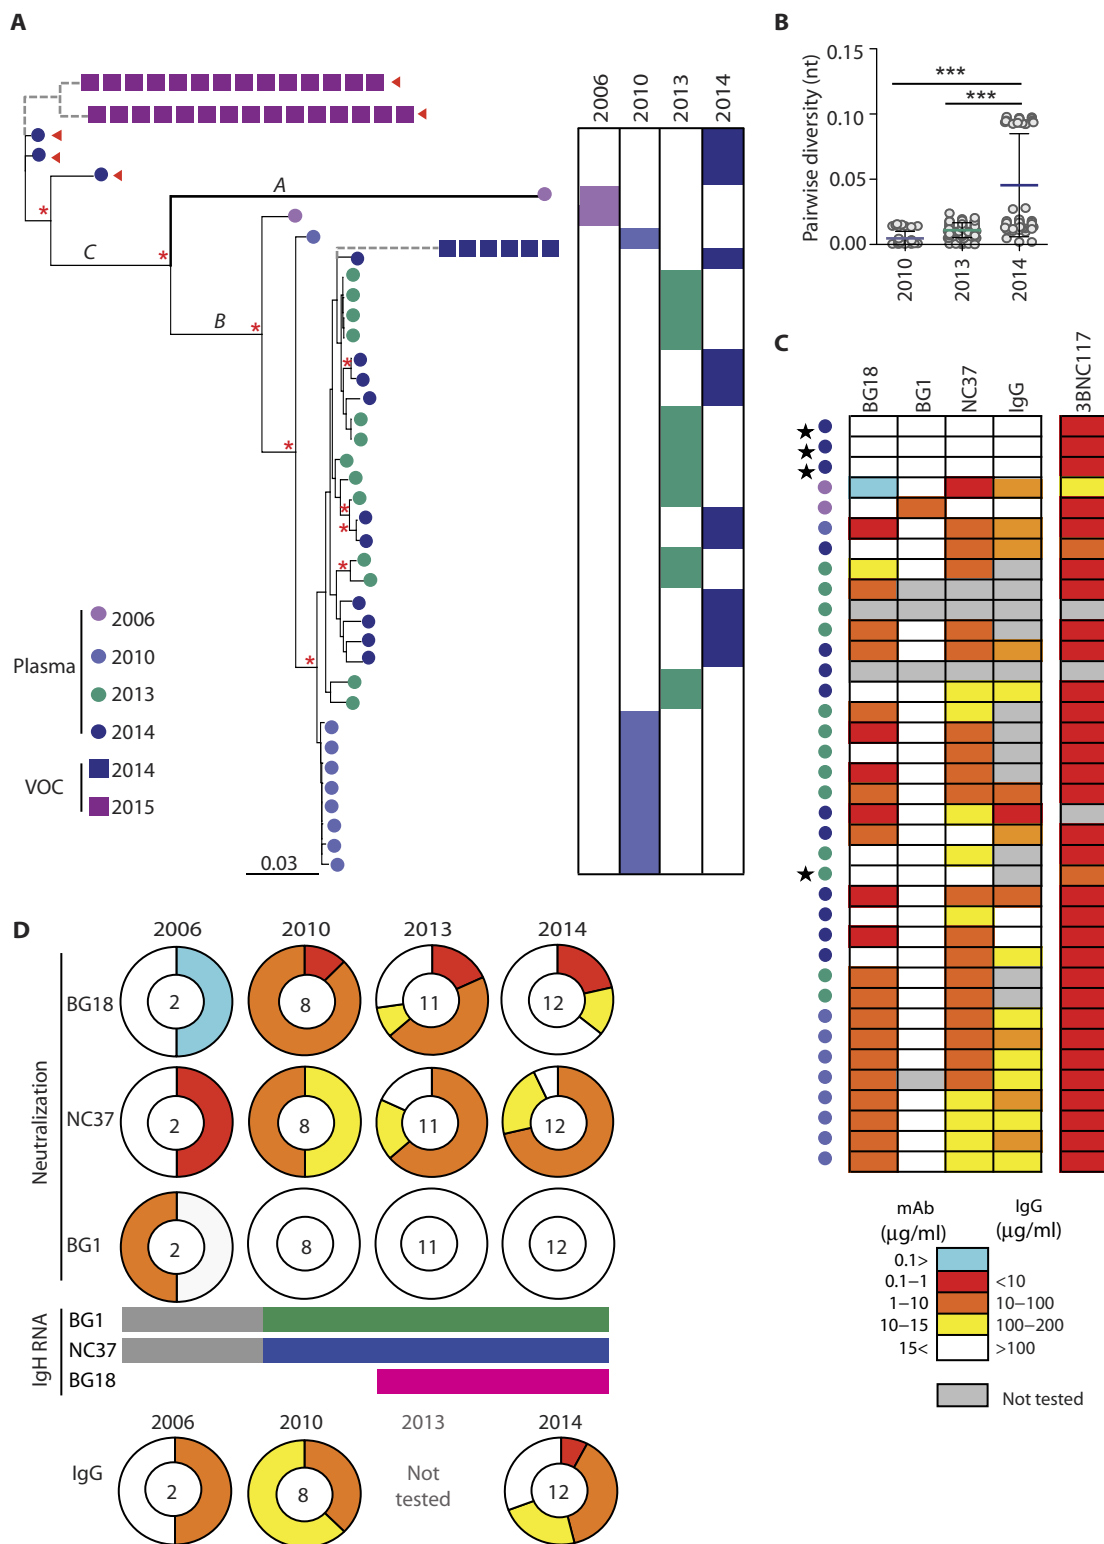 A
2006
2010
2013
2014
A
C
B
*
*
*
*
*
*
*
*
*
0.03
Plasma
2006
2010
2013
2014
VOC
2014
2015
B
Pairwise diversity (nt)
0.15
0.10
0.05
0.00
***
***
2010
2013
2014
C
BG18
BG1
NC37
IgG
3BNC117
mAb
(µg/ml)
IgG
(µg/ml)
0.1>
0.1–1 <10
1–10 10–100
10–15 100–200
15< >100
Not tested
D
2006 2010 2013 2014
Neutralization
BG18 2 8 11 12
NC37 2 8 11 12
BG1 2 8 11 12
IgH RNA
BG1
NC37
BG18
2006 2010 2013 2014
IgG 2 8 Not tested 12